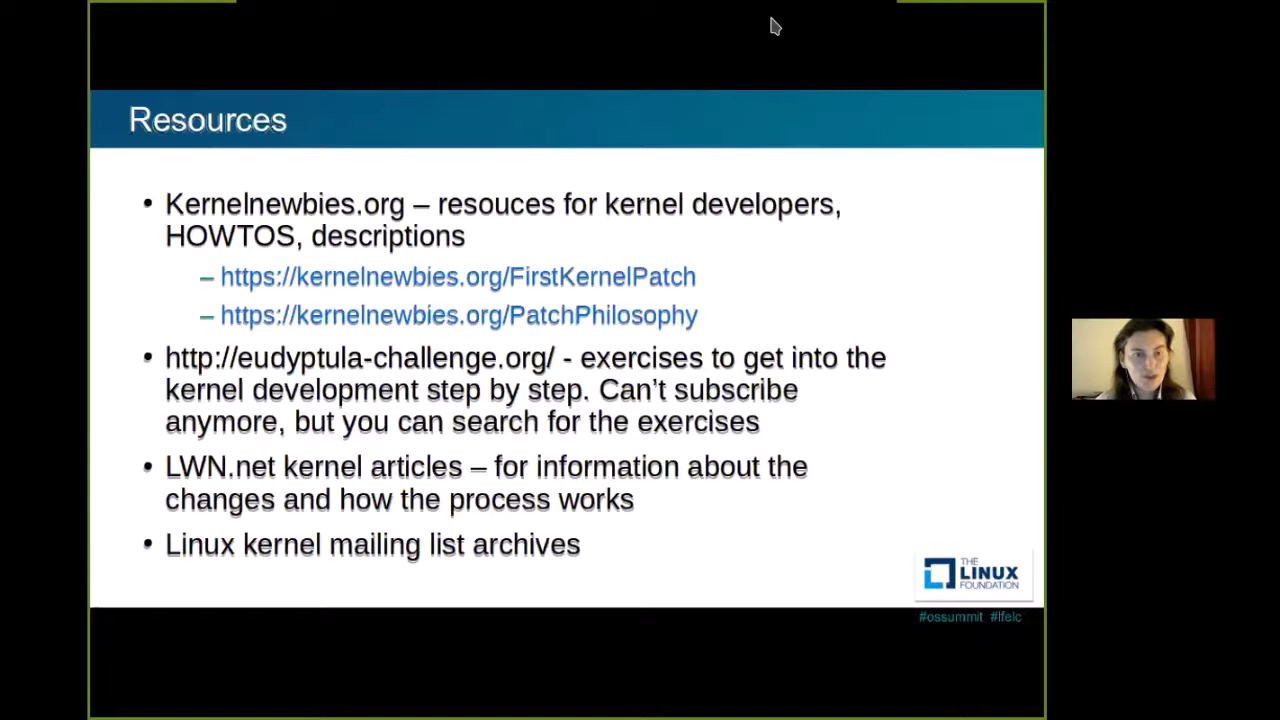 Resources
• Kernelnewbies.org – resouces for kernel developers,
HOWTOS, descriptions
– https://kernelnewbies.org/FirstKernelPatch
– https://kernelnewbies.org/PatchPhilosophy
• http://eudyptula-challenge.org/ - exercises to get into the
kernel development step by step. Can’t subscribe
anymore, but you can search for the exercises
• LWN.net kernel articles – for information about the
changes and how the process works
• Linux kernel mailing list archives
THE
LINUX
FOUNDATION
#ossummit #lfelc